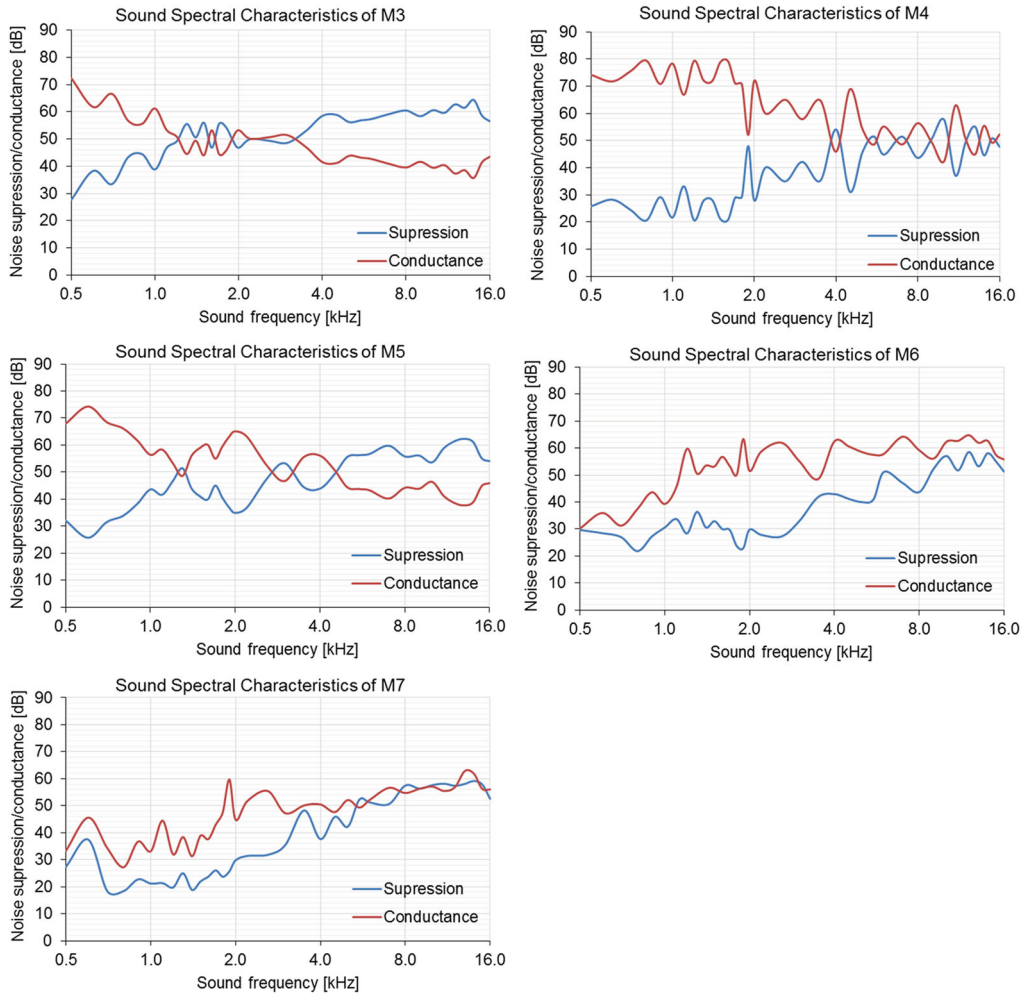 Sound Spectral Characteristics of M3
Noise supression/conductance [dB]
90
80
70
60
50
40
30
20
10
0
Supression
Conductance
0.5 1.0 2.0 4.0 8.0 16.0
Sound frequency [kHz]
Sound Spectral Characteristics of M4
Noise supression/conductance [dB]
90
80
70
60
50
40
30
20
10
0
Supression
Conductance
0.5 1.0 2.0 4.0 8.0 16.0
Sound frequency [kHz]
Sound Spectral Characteristics of M5
Noise supression/conductance [dB]
90
80
70
60
50
40
30
20
10
0
Supression
Conductance
0.5 1.0 2.0 4.0 8.0 16.0
Sound frequency [kHz]
Sound Spectral Characteristics of M6
Noise supression/conductance [dB]
90
80
70
60
50
40
30
20
10
0
Supression
Conductance
0.5 1.0 2.0 4.0 8.0 16.0
Sound frequency [kHz]
Sound Spectral Characteristics of M7
Noise supression/conductance [dB]
90
80
70
60
50
40
30
20
10
0
Supression
Conductance
0.5 1.0 2.0 4.0 8.0 16.0
Sound frequency [kHz]